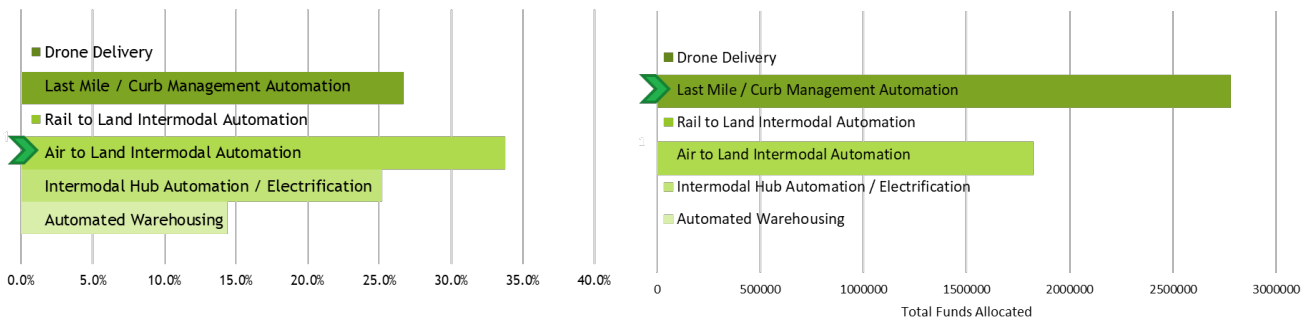 Drone Delivery
Last Mile / Curb Management Automation
Rail to Land Intermodal Automation
Air to Land Intermodal Automation
Intermodal Hub Automation / Electrification
Automated Warehousing
0.0% 5.0% 10.0% 15.0% 20.0% 25.0% 30.0% 35.0% 40.0%
Drone Delivery
Last Mile / Curb Management Automation
Rail to Land Intermodal Automation
1
Air to Land Intermodal Automation
Intermodal Hub Automation / Electrification
Automated Warehousing
0 500000 1000000 1500000 2000000 2500000 3000000
Total Funds Allocated